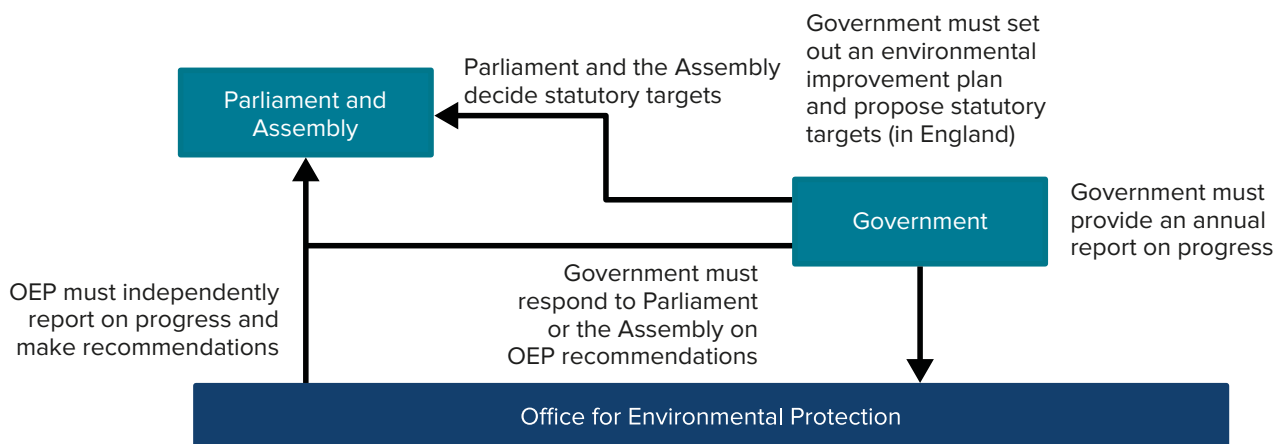 Government must set
out an environmental
improvement plan
and propose statutory
targets (in England)
Parliament and the Assembly
decide statutory targets
Parliament and
Assembly
Government
Government must
provide an annual
report on progress
OEP must independently
report on progress and
make recommendations
Government must
respond to Parliament
or the Assembly on
OEP recommendations
Office for Environmental Protection